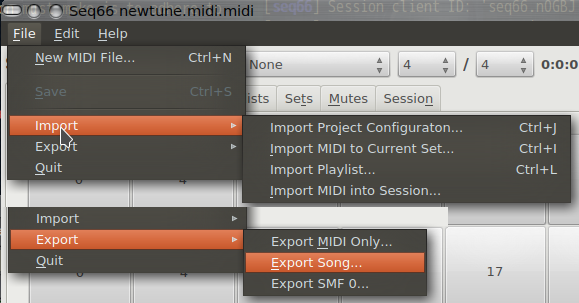 [seq66] Session client ID: 'seq66.nOGBJ
Seq66 newtune.midi.midi
File Edit Help
New MIDI File... Ctrl+N
None 4 / 4 0:0:0
Save Ctrl+S
ists Sets Mutes Session
Import
Import Project Configuraton... Ctrl+J
Export
Import MIDI to Current Set... Ctrl+I
Quit
Import Playlist... Ctrl+L
0 4
Import MIDI into Session...
Import
Export
Export MIDI Only...
Quit
Export Song...
17
Export SMF 0...